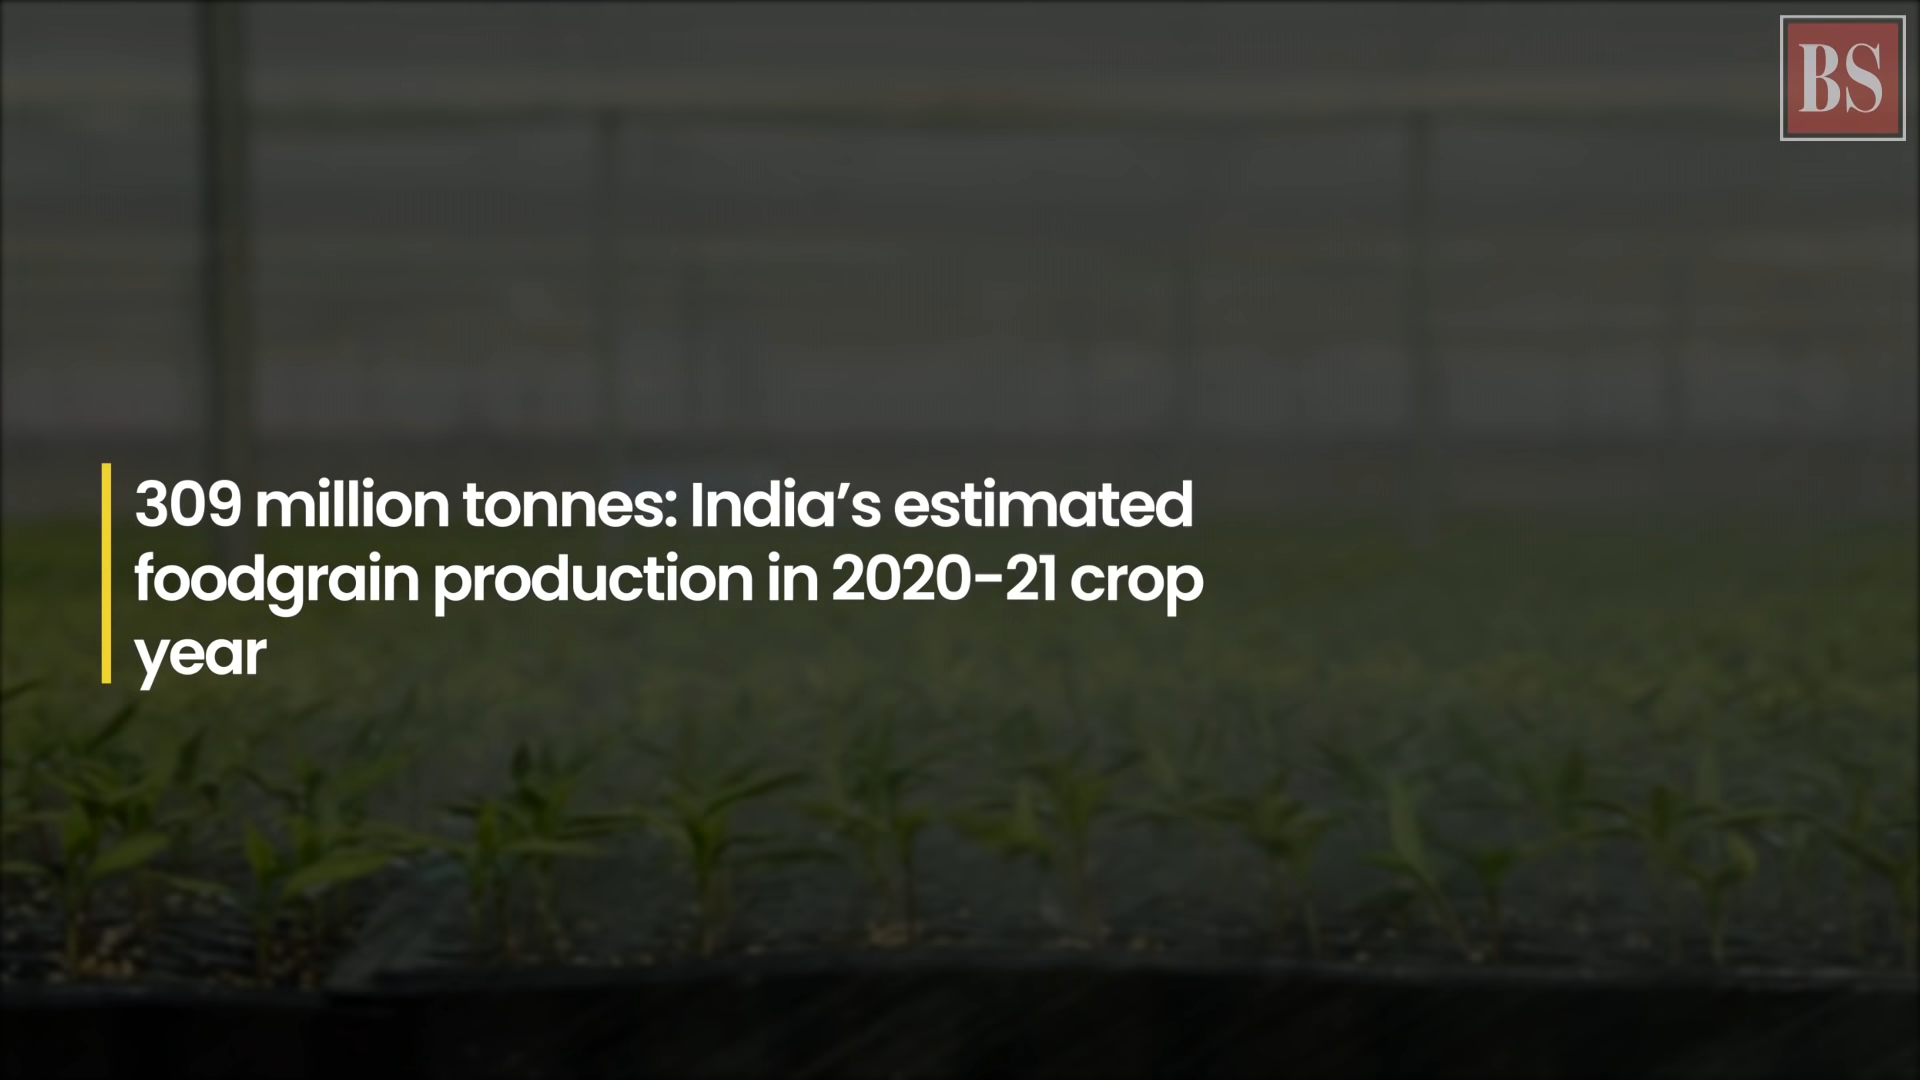 BS
309 million tonnes: India’s estimated
foodgrain production in 2020-21 crop
year